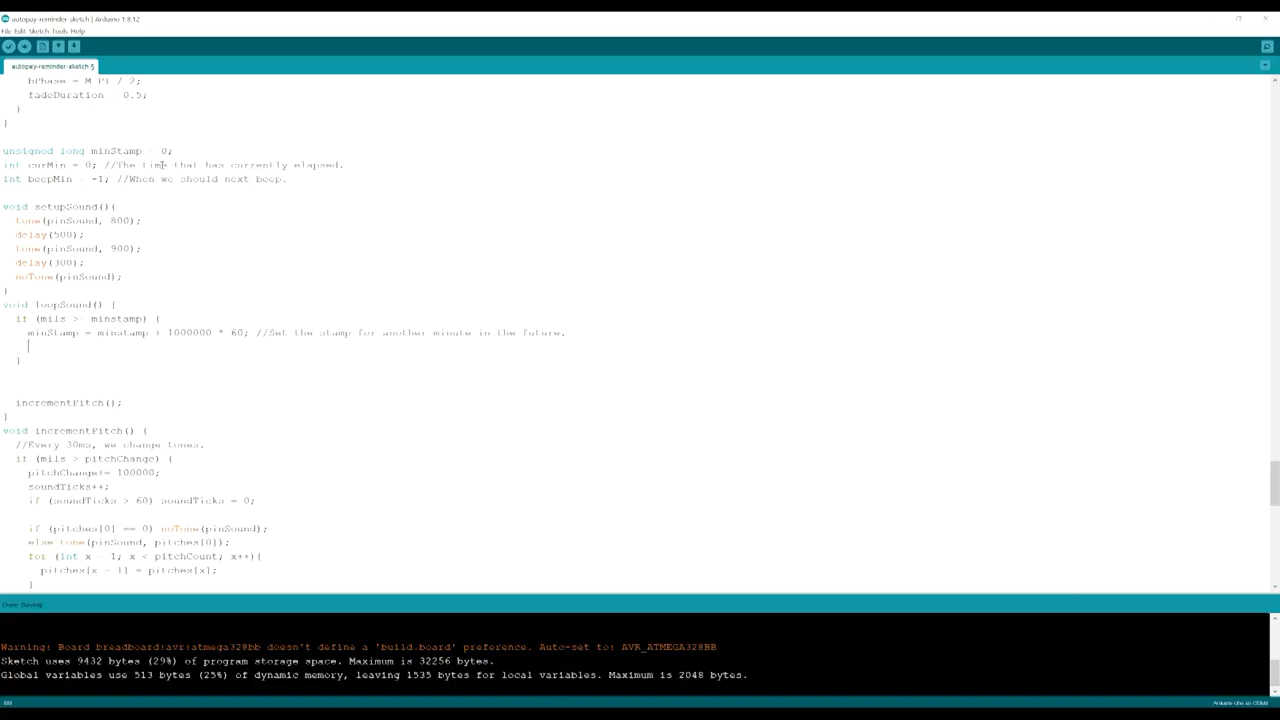 autopay-reminder-sketch | Arduino 1.8.12
File Edit Sketch Tools Help
autopay-reminder-sketch §
bPhase = M_PI / 2;
fadeDuration = 0.5;
}
}
unsigned long minStamp = 0;
int curMin = 0; //The time that has currently elapsed.
int beepMin = -1; //When we should next beep.
void setupSound(){
tone(pinSound, 800);
delay(500);
tone(pinSound, 900);
delay(300);
noTone(pinSound);
}
void loopSound() {
if (mils >= minstamp) {
minStamp = minstamp + 1000000 * 60; //Set the stamp for another minute in the future.
}
incrementPitch();
}
void incrementPitch() {
//Every 30ms, we change tones.
if (mils > pitchChange) {
pitchChange+= 100000;
soundTicks++;
if (soundTicks > 60) soundTicks = 0;
if (pitches[0] == 0) noTone(pinSound);
else tone(pinSound, pitches[0]);
for (int x = 1; x < pitchCount; x++){
pitches[x - 1] = pitches[x];
}
Done Saving
Warning: Board breadboard:avr:atmega328bb doesn't define a 'build.board' preference. Auto-set to: AVR_ATMEGA328BB
Sketch uses 9432 bytes (29%) of program storage space. Maximum is 32256 bytes.
Global variables use 513 bytes (25%) of dynamic memory, leaving 1535 bytes for local variables. Maximum is 2048 bytes.
Arduino Uno on COM8